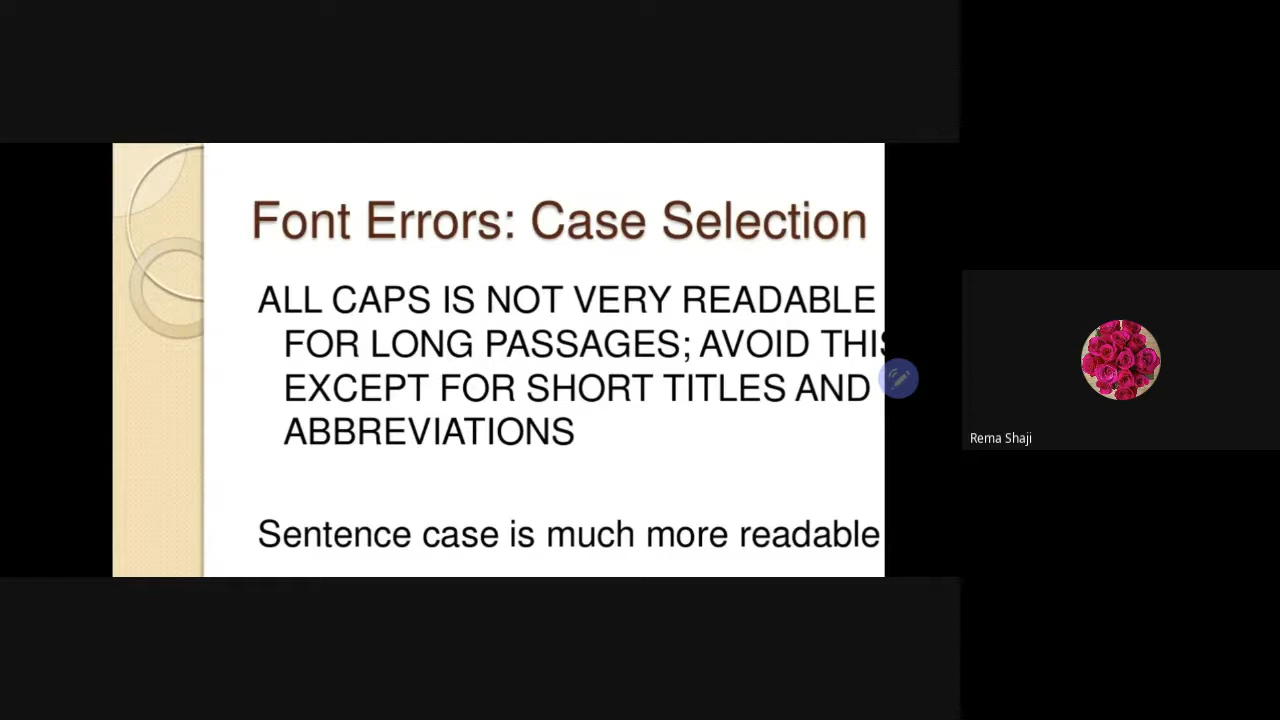 Font Errors: Case Selection
ALL CAPS IS NOT VERY READABLE
FOR LONG PASSAGES; AVOID THIS
EXCEPT FOR SHORT TITLES AND
ABBREVIATIONS
Sentence case is much more readable
Rema Shaji